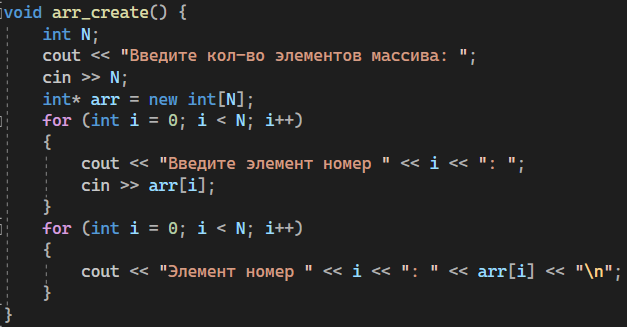 void arr_create() {
    int N;
    cout << "Введите кол-во элементов массива: ";
    cin >> N;
    int* arr = new int[N];
    for (int i = 0; i < N; i++)
    {
        cout << "Введите элемент номер " << i << ": ";
        cin >> arr[i];
    }
    for (int i = 0; i < N; i++)
    {
        cout << "Элемент номер " << i << ": " << arr[i] << "\n";
    }
}